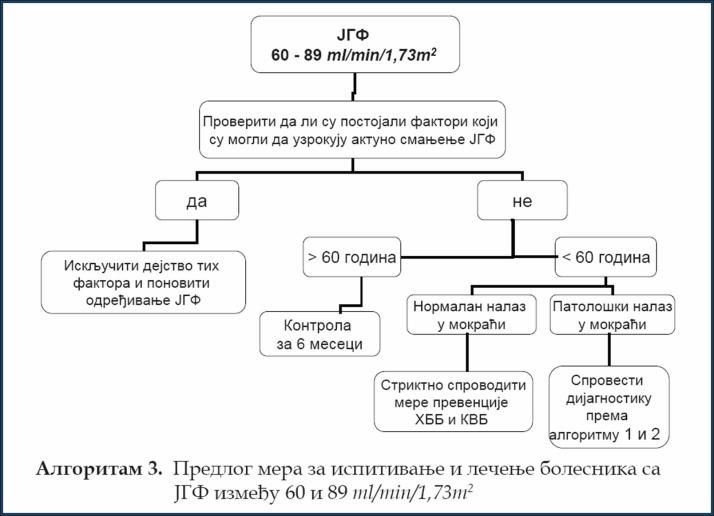 ЈГФ
60 - 89 ml/min/1,73m²
Проверити да ли су постојали фактори који
су могли да узрокују актуно смањење ЈГФ
да
не
Искључити дејство тих
фактора и поновити
одређивање ЈГФ
> 60 година
< 60 година
Контрола
за 6 месеци
Нормалан налаз
у мокраћи
Патолошки налаз
у мокраћи
Стриктно спроводити
мере превенције
ХББ и КВБ
Спровести
дијагностику
према
алгоритму 1 и 2
Алгоритам 3. Предлог мера за испитивање и лечење болесника са
ЈГФ између 60 и 89 ml/min/1,73m²